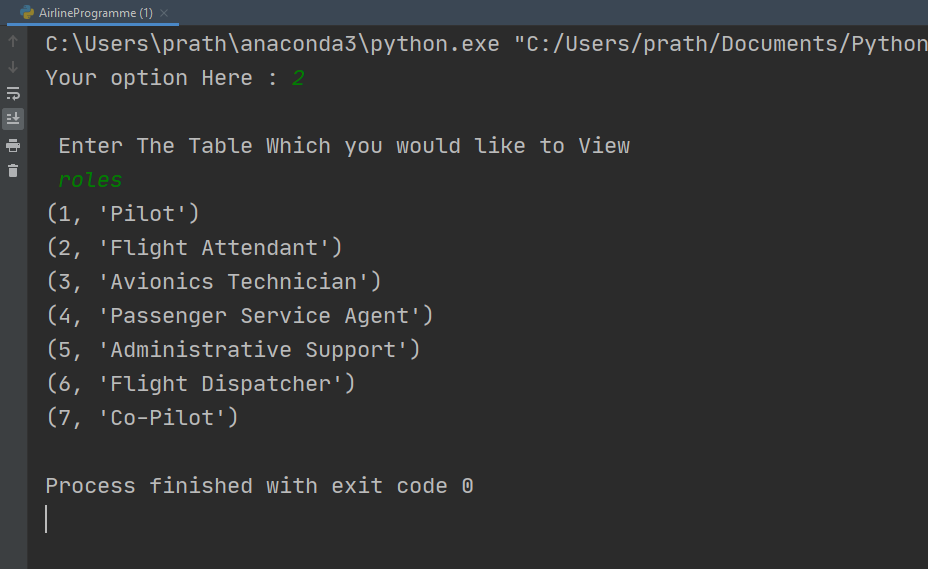 AirlineProgramme (1)
C:\Users\prath\anaconda3\python.exe "C:/Users/prath/Documents/Python
Your option Here : 2
Enter The Table Which you would like to View
roles
(1, 'Pilot')
(2, 'Flight Attendant')
(3, 'Avionics Technician')
(4, 'Passenger Service Agent')
(5, 'Administrative Support')
(6, 'Flight Dispatcher')
(7, 'Co-Pilot')
Process finished with exit code 0